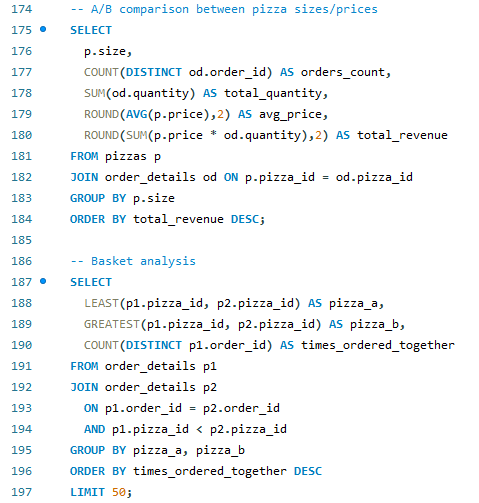 174 -- A/B comparison between pizza sizes/prices
175 SELECT
176 p.size,
177 COUNT(DISTINCT od.order_id) AS orders_count,
178 SUM(od.quantity) AS total_quantity,
179 ROUND(AVG(p.price),2) AS avg_price,
180 ROUND(SUM(p.price * od.quantity),2) AS total_revenue
181 FROM pizzas p
182 JOIN order_details od ON p.pizza_id = od.pizza_id
183 GROUP BY p.size
184 ORDER BY total_revenue DESC;
185
186 -- Basket analysis
187 SELECT
188 LEAST(p1.pizza_id, p2.pizza_id) AS pizza_a,
189 GREATEST(p1.pizza_id, p2.pizza_id) AS pizza_b,
190 COUNT(DISTINCT p1.order_id) AS times_ordered_together
191 FROM order_details p1
192 JOIN order_details p2
193 ON p1.order_id = p2.order_id
194 AND p1.pizza_id < p2.pizza_id
195 GROUP BY pizza_a, pizza_b
196 ORDER BY times_ordered_together DESC
197 LIMIT 50;